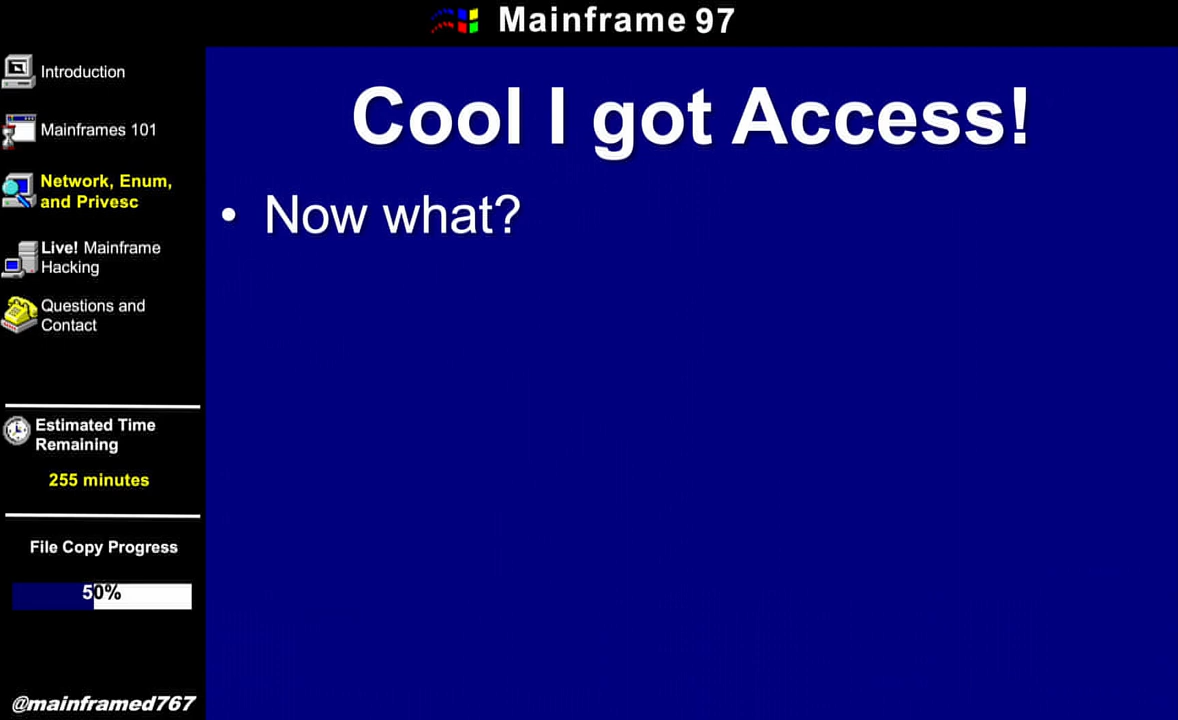 Mainframe 97
Introduction
Mainframes 101
Network, Enum,
and Privesc
Live! Mainframe
Hacking
Questions and
Contact
Estimated Time
Remaining
255 minutes
File Copy Progress
50%
@mainframed767
Cool I got Access!
• Now what?